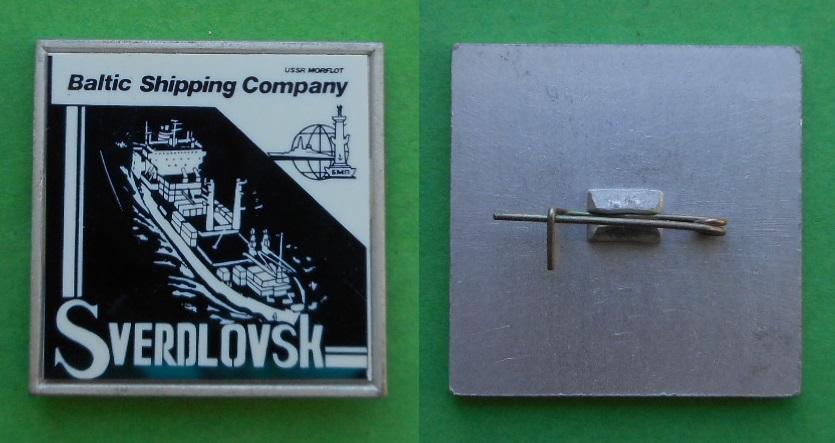 USSR MORFLOT
Baltic Shipping Company
БМП
SVERDLOVSK